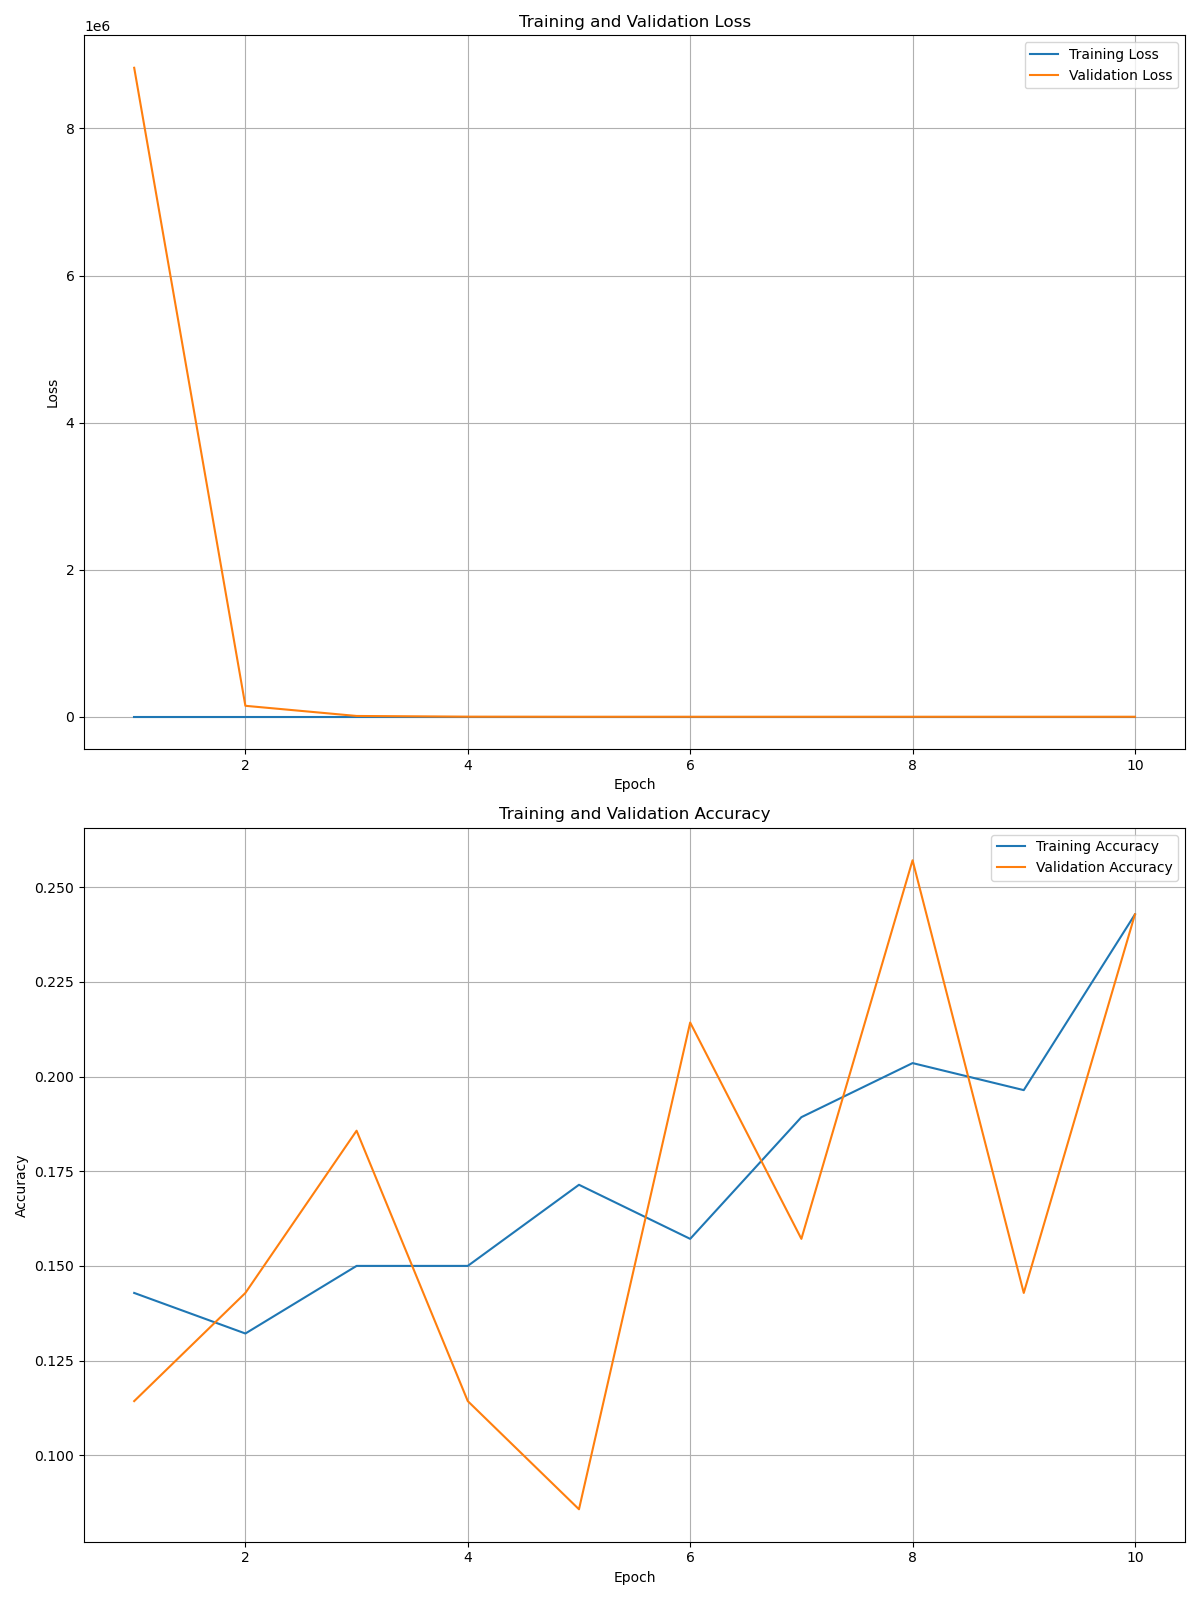 Training and Validation Loss
1e6
Training Loss
Validation Loss
8
6
4
2
0
Loss
2
4
6
8
10
Epoch
Training and Validation Accuracy
Training Accuracy
Validation Accuracy
0.250
0.225
0.200
0.175
0.150
0.125
0.100
Accuracy
2
4
6
8
10
Epoch